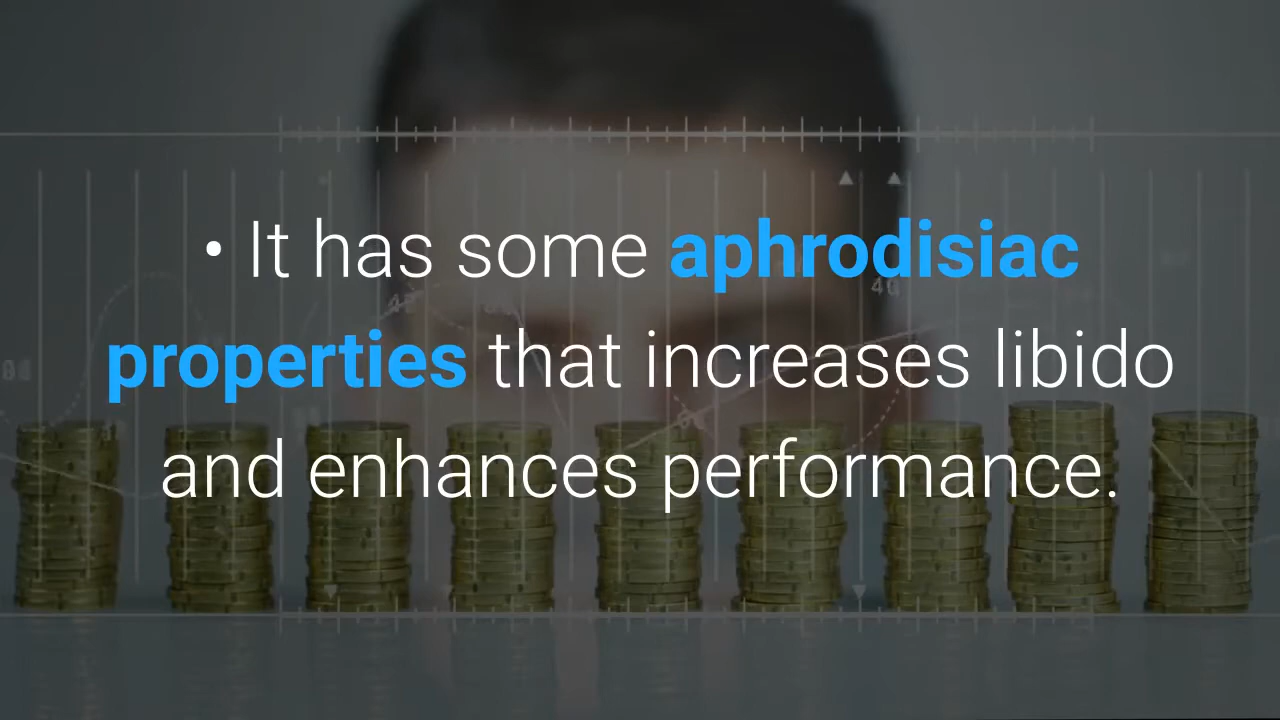 • It has some aphrodisiac
properties that increases libido
and enhances performance.